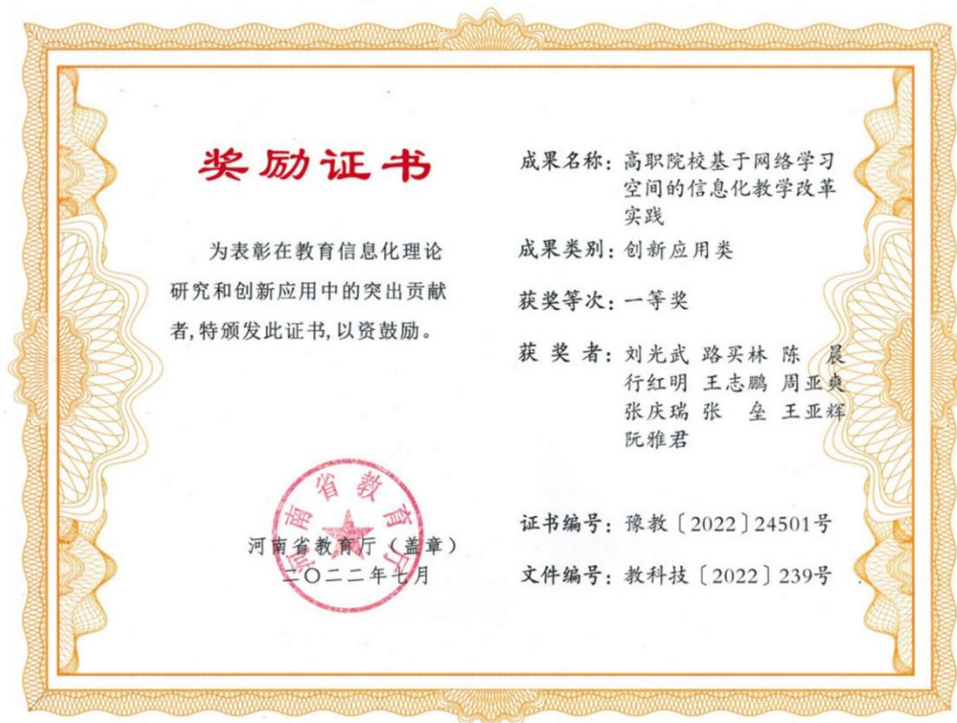 奖励证书
为表彰在教育信息化理论
研究和创新应用中的突出贡献
者,特颁发此证书,以资鼓励。
河南省教育厅
河南省教育厅（盖章）
二〇二二年七月
成果名称：高职院校基于网络学习
空间的信息化教学改革
实践
成果类别：创新应用类
获奖等次：一等奖
获 奖 者：刘光武 路买林 陈 晨
行红明 王志鹏 周亚爽
张庆瑞 张 垒 王亚辉
阮雅君
证书编号：豫教〔2022〕24501号
文件编号：教科技〔2022〕239号